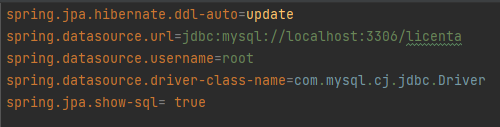 spring.jpa.hibernate.ddl-auto=update
spring.datasource.url=jdbc:mysql://localhost:3306/licenta
spring.datasource.username=root
spring.datasource.driver-class-name=com.mysql.cj.jdbc.Driver
spring.jpa.show-sql= true